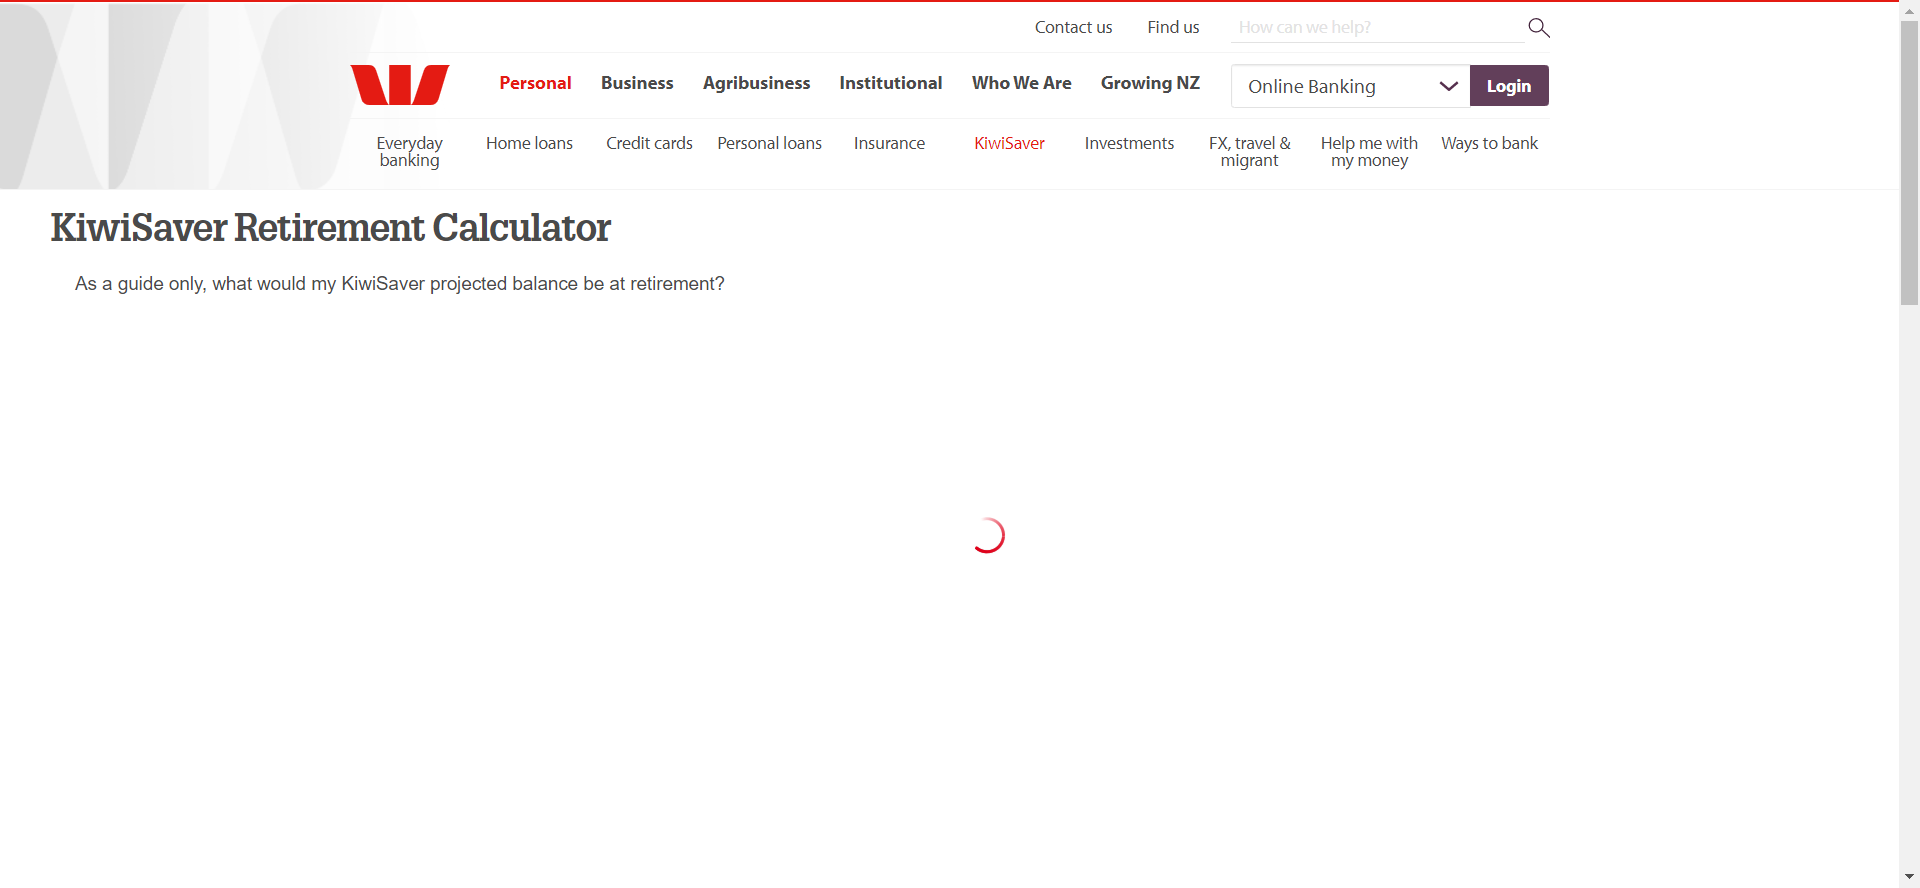 Contact us
Find us
How can we help?
Personal
Business
Agribusiness
Institutional
Who We Are
Growing NZ
Online Banking
Login
Everyday
banking
Home loans
Credit cards
Personal loans
Insurance
KiwiSaver
Investments
FX, travel &
migrant
Help me with
my money
Ways to bank
KiwiSaver Retirement Calculator
As a guide only, what would my KiwiSaver projected balance be at retirement?